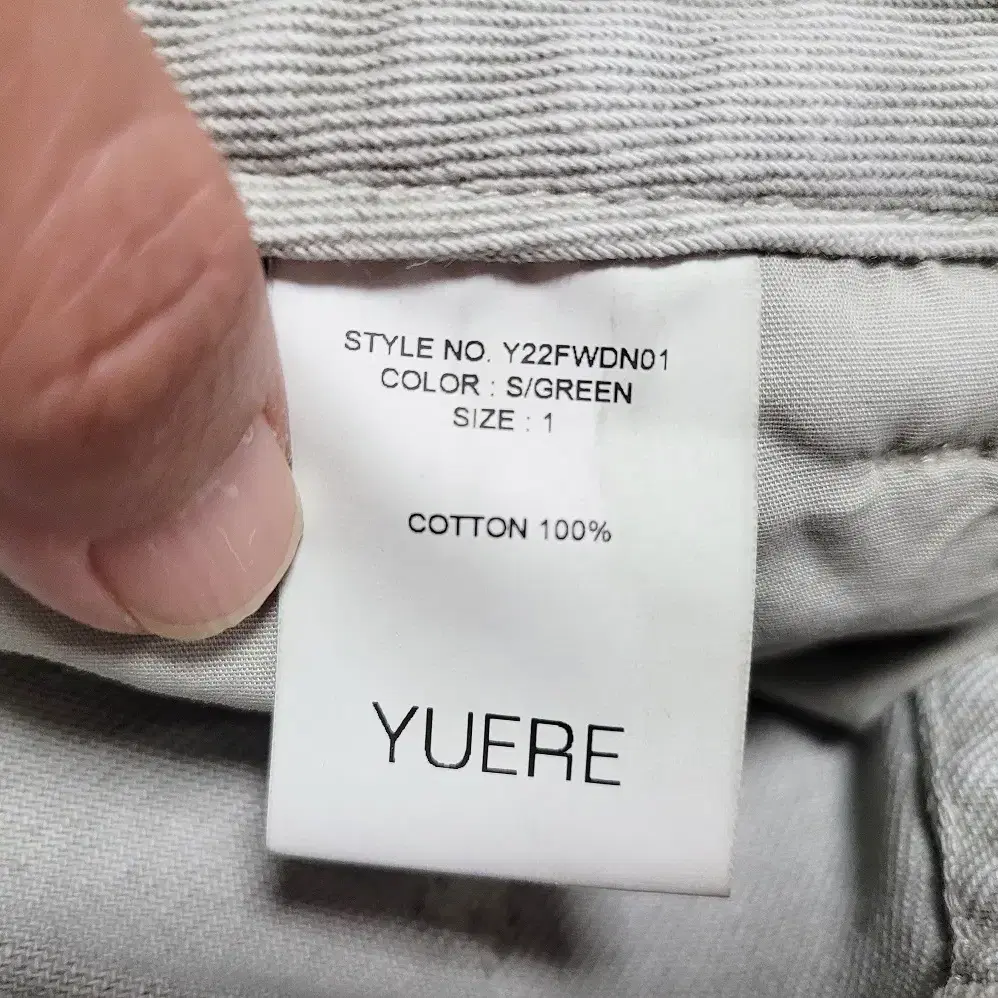 STYLE NO. Y22FWDN01
COLOR : S/GREEN
SIZE : 1
COTTON 100%
YUERE